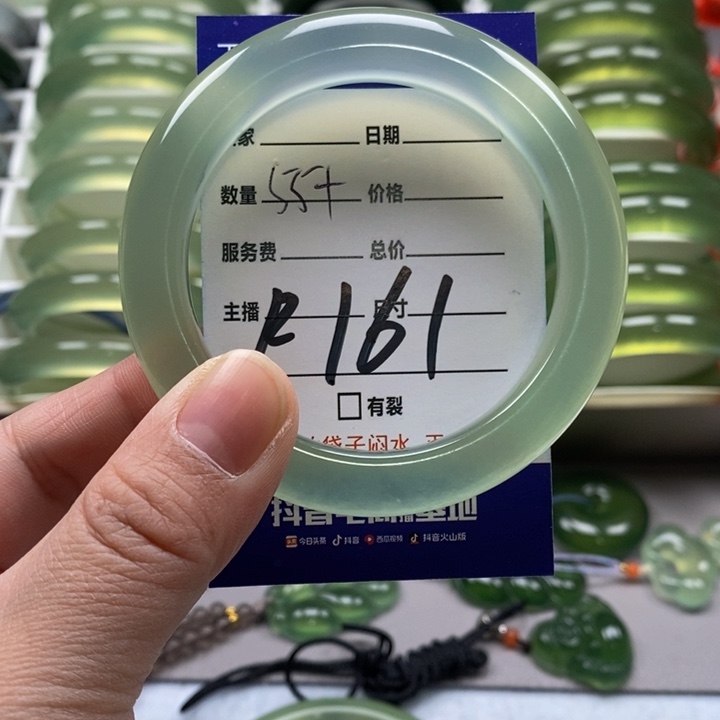 家 日期
数量 55+ 价格
服务费 总价
主播 尺寸
R161
有裂
袋子闷水
抖音
今日头条 抖音 西瓜视频 抖音火山版